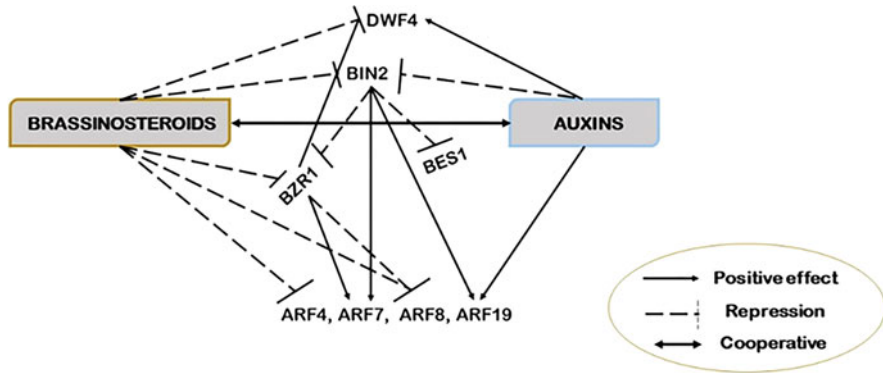 DWF4
BIN2
BRASSINOSTEROIDS
AUXINS
BES1
BZR1
ARF4, ARF7, ARF8, ARF19
Positive effect
Repression
Cooperative